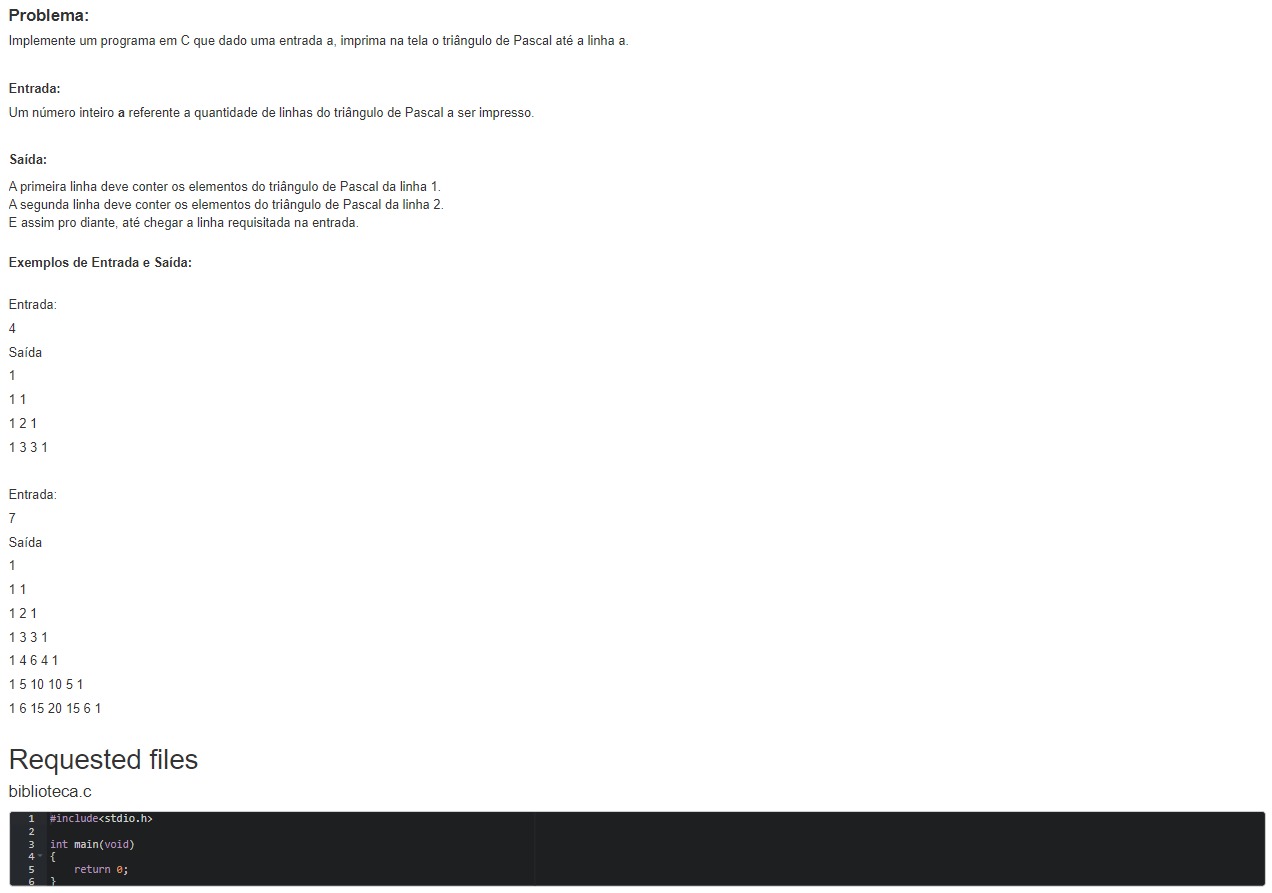 Problema:
Implemente um programa em C que dado uma entrada a, imprima na tela o triângulo de Pascal até a linha a.
Entrada:
Um número inteiro a referente a quantidade de linhas do triângulo de Pascal a ser impresso.
Saída:
A primeira linha deve conter os elementos do triângulo de Pascal da linha 1.
A segunda linha deve conter os elementos do triângulo de Pascal da linha 2.
E assim pro diante, até chegar a linha requisitada na entrada.
Exemplos de Entrada e Saída:
Entrada:
4
Saída
1
1 1
1 2 1
1 3 3 1
Entrada:
7
Saída
1
1 1
1 2 1
1 3 3 1
1 4 6 4 1
1 5 10 10 5 1
1 6 15 20 15 6 1
Requested files
biblioteca.c
1 #include<stdio.h>
2
3 int main(void)
4 {
5 return 0;
6 }